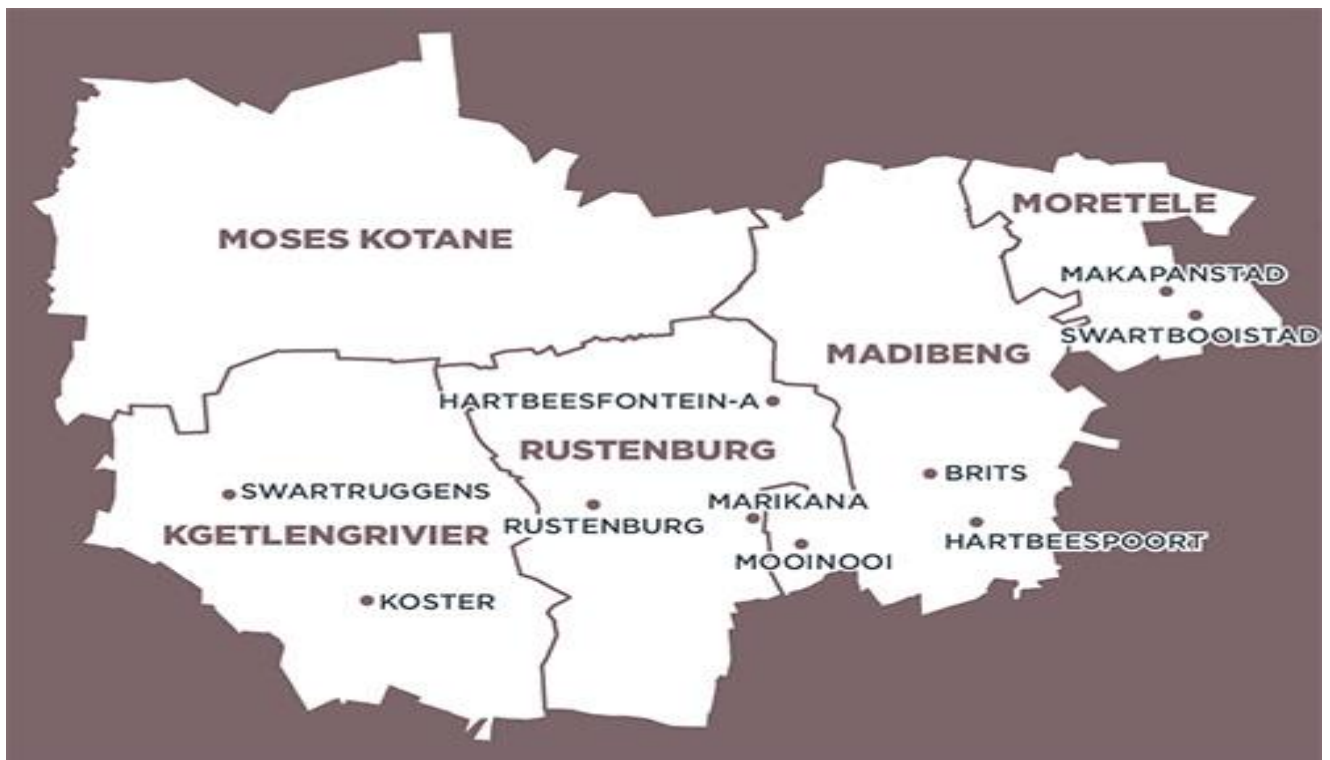 MORETELE
MOSES KOTANE
MAKAPANSTAD
SWARTBOOISTAD
MADIBENG
HARTBEESFONTEIN-A
RUSTENBURG
BRITS
SWARTRUGGENS
MARIKANA
RUSTENBURG
KGETLENGRIVIER
HARTBEESPOORT
MOOINOOI
KOSTER